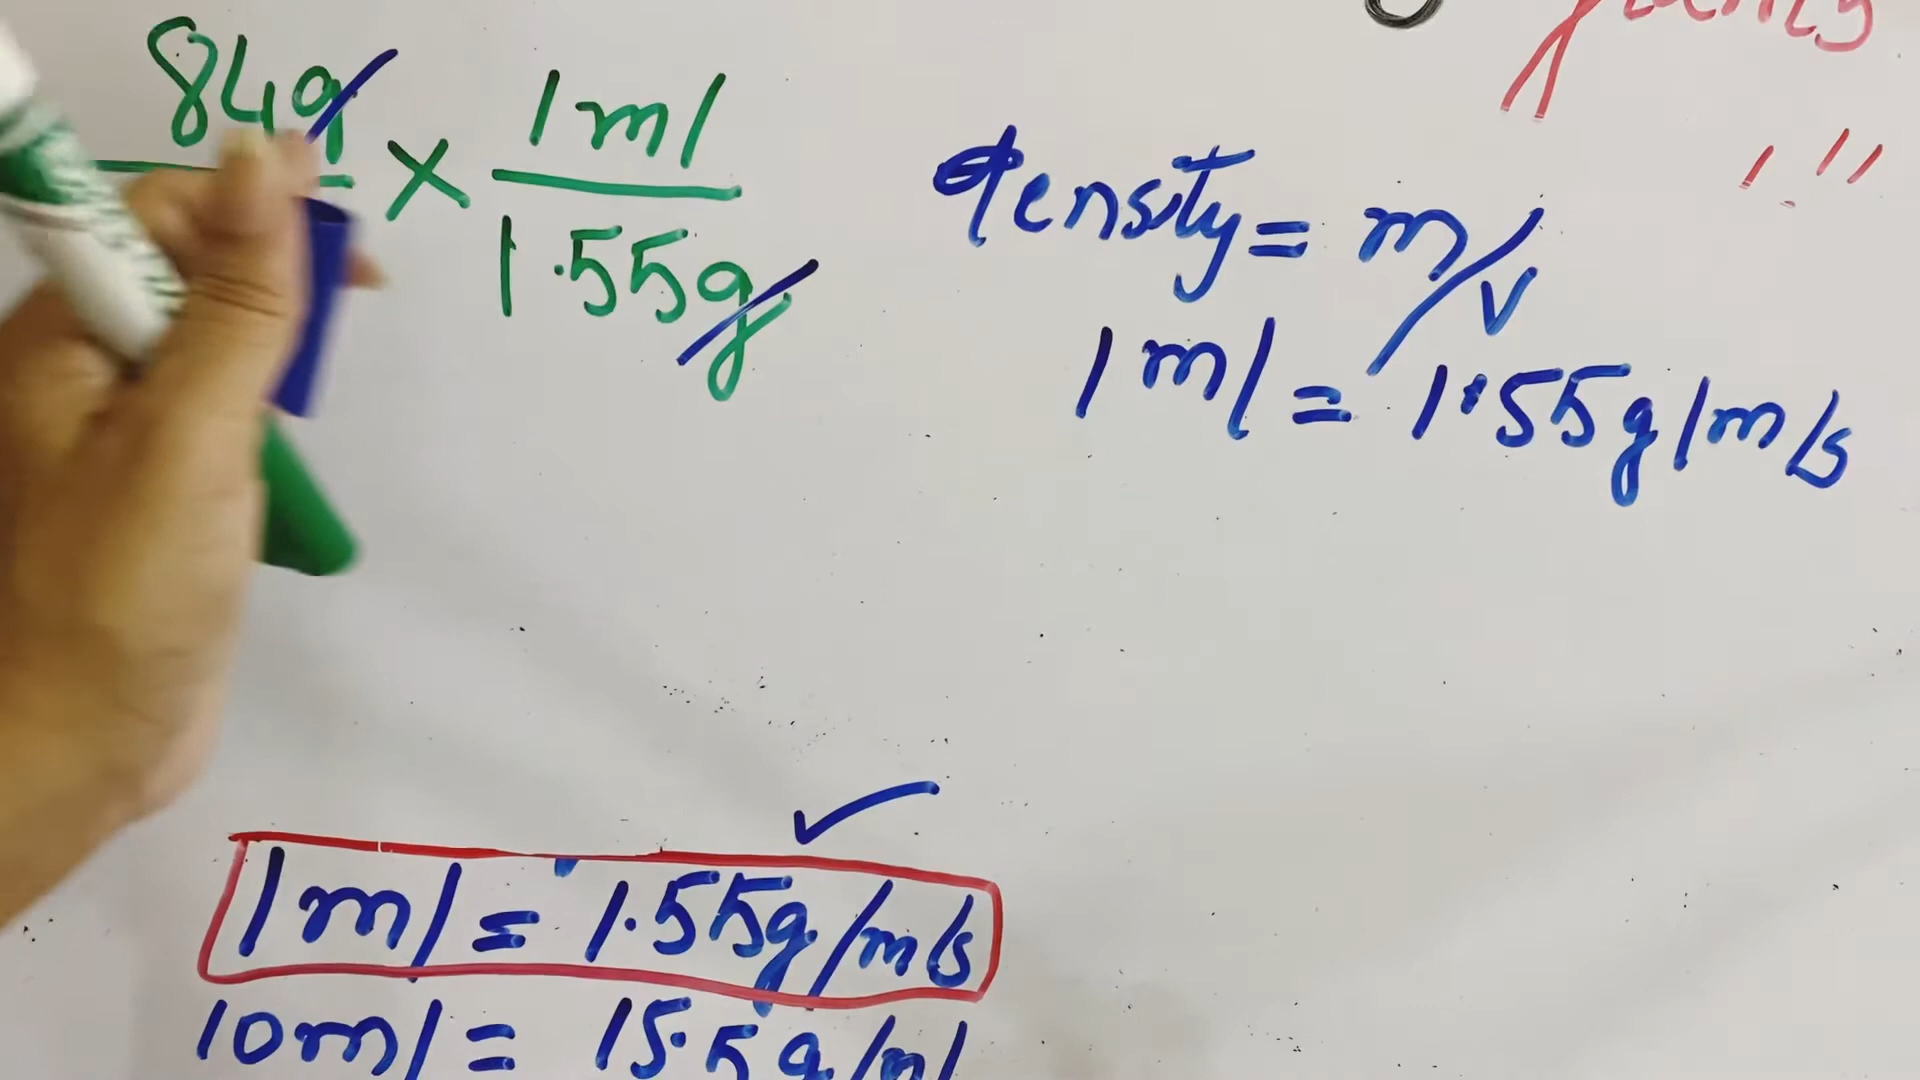 84g × 1ml
1.55g
density = m/v
1ml = 1.55g/mls
1ml = 1.55g/mls
10ml = 15.5g/ml